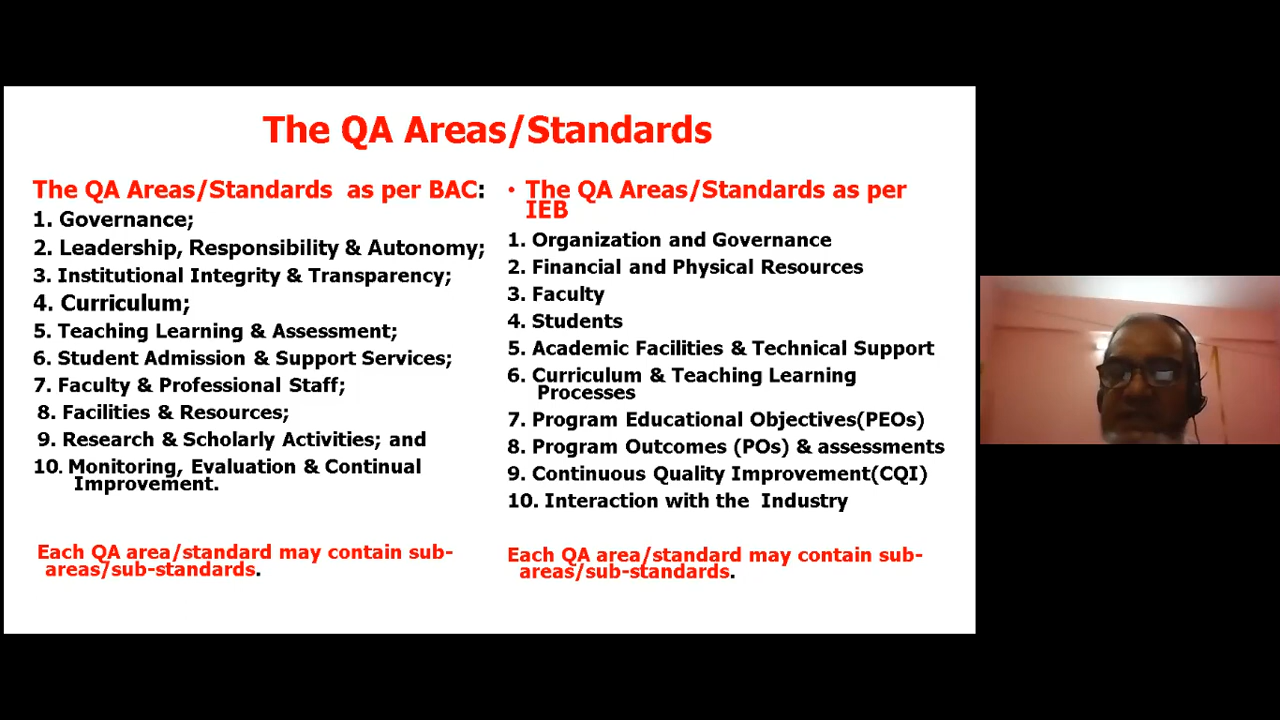 The QA Areas/Standards
The QA Areas/Standards as per BAC:
1. Governance;
2. Leadership, Responsibility & Autonomy;
3. Institutional Integrity & Transparency;
4. Curriculum;
5. Teaching Learning & Assessment;
6. Student Admission & Support Services;
7. Faculty & Professional Staff;
8. Facilities & Resources;
9. Research & Scholarly Activities; and
10. Monitoring, Evaluation & Continual
Improvement.
Each QA area/standard may contain sub-
areas/sub-standards.
• The QA Areas/Standards as per
IEB
1. Organization and Governance
2. Financial and Physical Resources
3. Faculty
4. Students
5. Academic Facilities & Technical Support
6. Curriculum & Teaching Learning
Processes
7. Program Educational Objectives(PEOs)
8. Program Outcomes (POs) & assessments
9. Continuous Quality Improvement(CQI)
10. Interaction with the Industry
Each QA area/standard may contain sub-
areas/sub-standards.